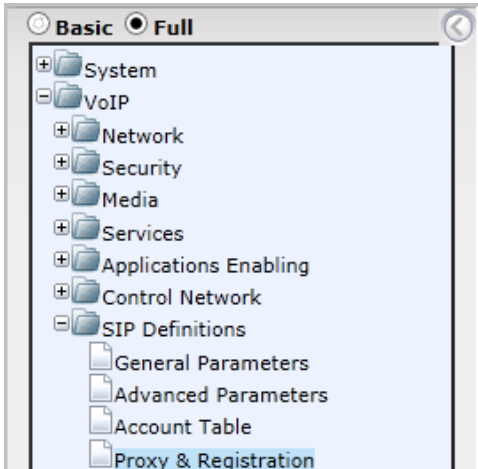 Basic Full
System
VoIP
Network
Security
Media
Services
Applications Enabling
Control Network
SIP Definitions
General Parameters
Advanced Parameters
Account Table
Proxy & Registration